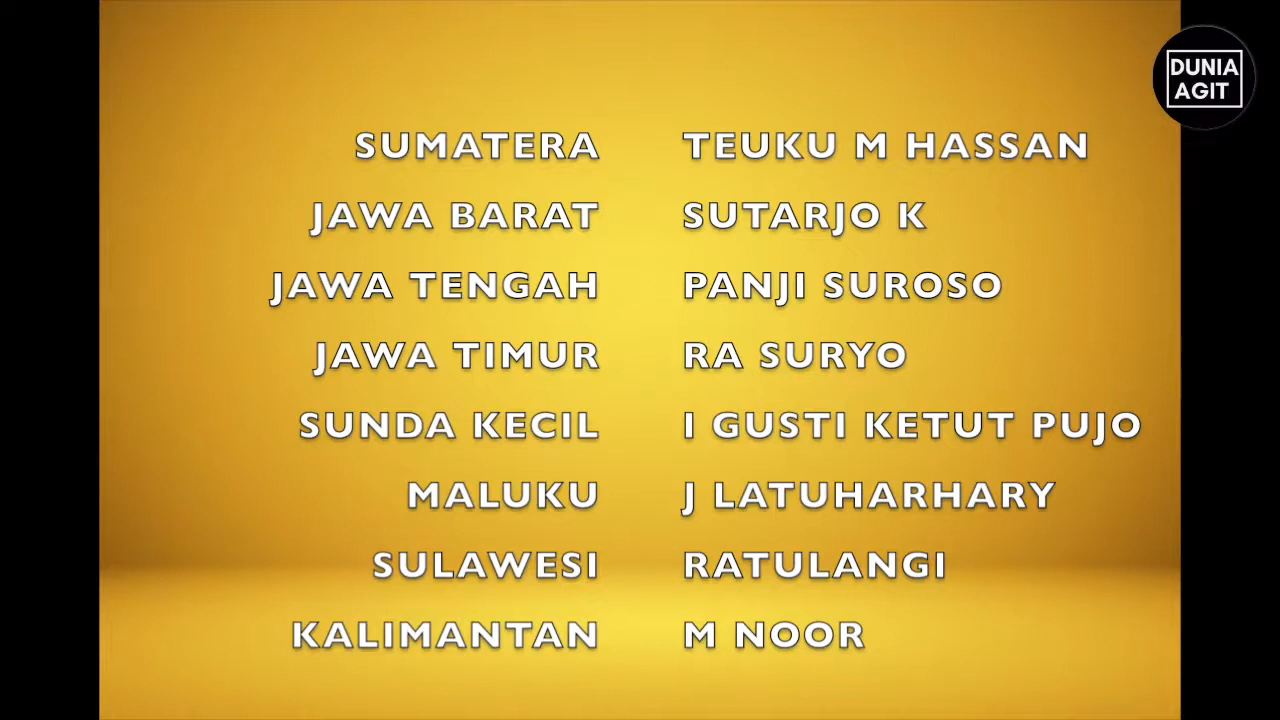 DUNIA
AGIT
SUMATERA TEUKU M HASSAN
JAWA BARAT SUTARJO K
JAWA TENGAH PANJI SUROSO
JAWA TIMUR RA SURYO
SUNDA KECIL I GUSTI KETUT PUJO
MALUKU J LATUHARHARY
SULAWESI RATULANGI
KALIMANTAN M NOOR